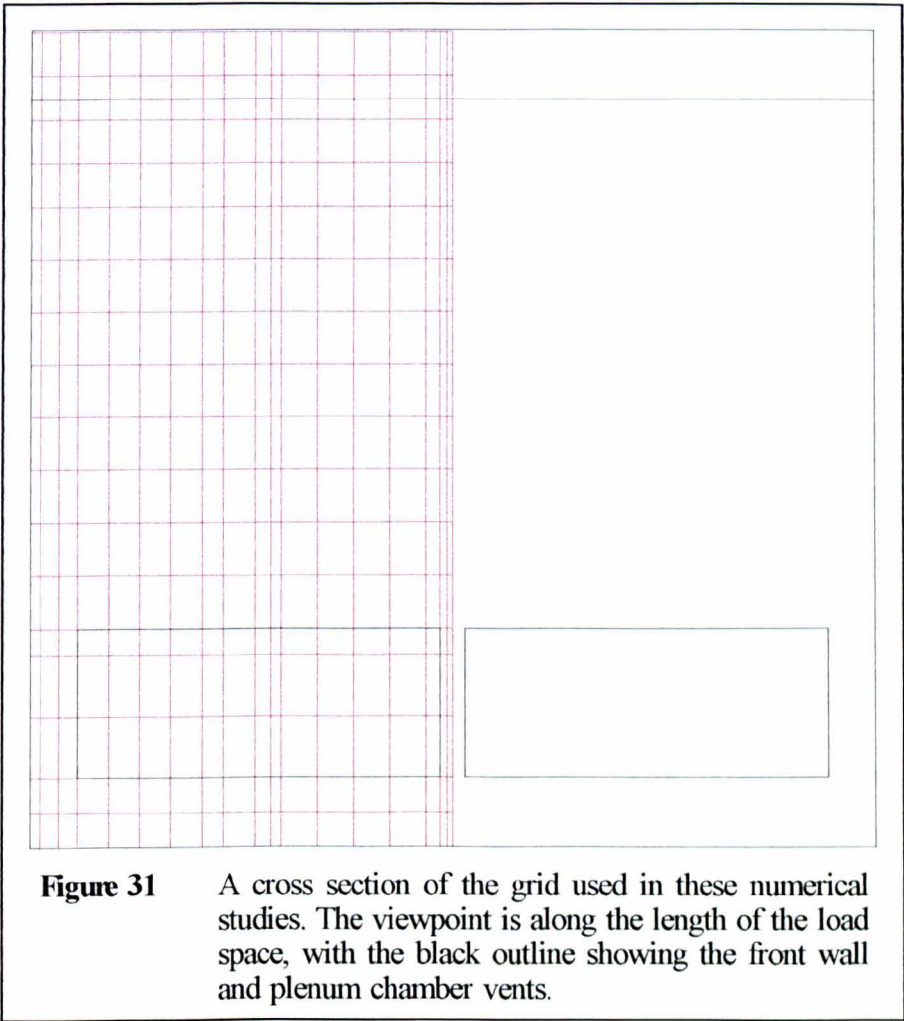 Figure 31 A cross section of the grid used in these numerical
studies. The viewpoint is along the length of the load
space, with the black outline showing the front wall
and plenum chamber vents.